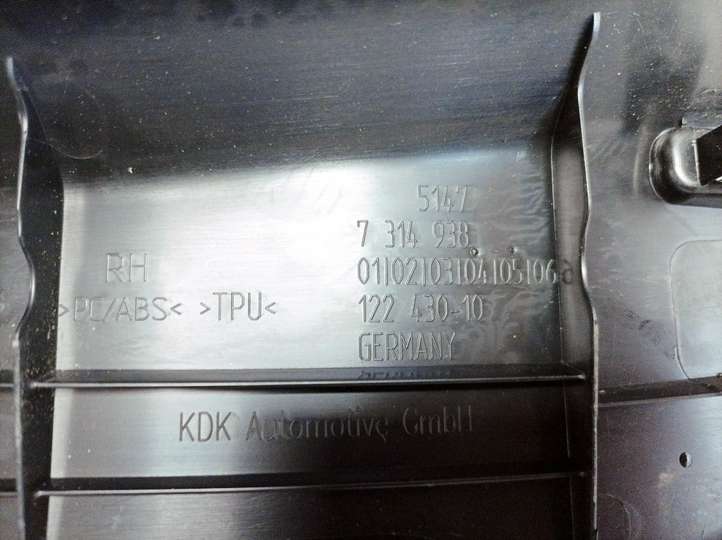 5147
7 314 938
RH
01|02|03|04|05|06
>PC/ABS< >TPU<
122 430-10
GERMANY
KDK Automotive GmbH